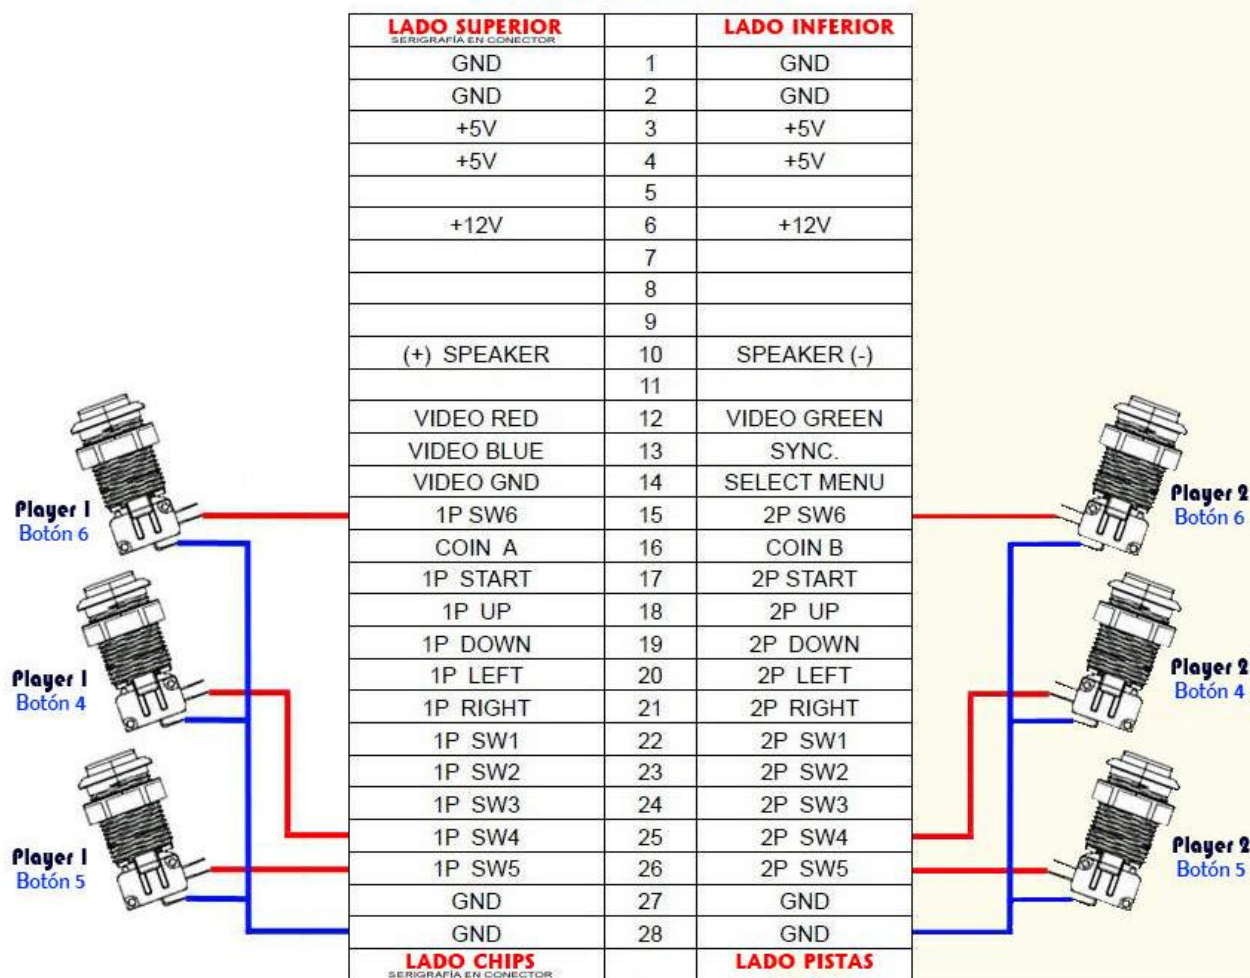 LADO SUPERIOR LADO INFERIOR
SERIGRAFÍA EN CONECTOR
GND 1 GND
GND 2 GND
+5V 3 +5V
+5V 4 +5V
5
+12V 6 +12V
7
8
9
(+) SPEAKER 10 SPEAKER (-)
11
VIDEO RED 12 VIDEO GREEN
VIDEO BLUE 13 SYNC.
VIDEO GND 14 SELECT MENU
1P SW6 15 2P SW6
COIN A 16 COIN B
1P START 17 2P START
1P UP 18 2P UP
1P DOWN 19 2P DOWN
1P LEFT 20 2P LEFT
1P RIGHT 21 2P RIGHT
1P SW1 22 2P SW1
1P SW2 23 2P SW2
1P SW3 24 2P SW3
1P SW4 25 2P SW4
1P SW5 26 2P SW5
GND 27 GND
GND 28 GND
LADO CHIPS LADO PISTAS
SERIGRAFÍA EN CONECTOR
Player 1
Botón 6
Player 1
Botón 4
Player 1
Botón 5
Player 2
Botón 6
Player 2
Botón 4
Player 2
Botón 5